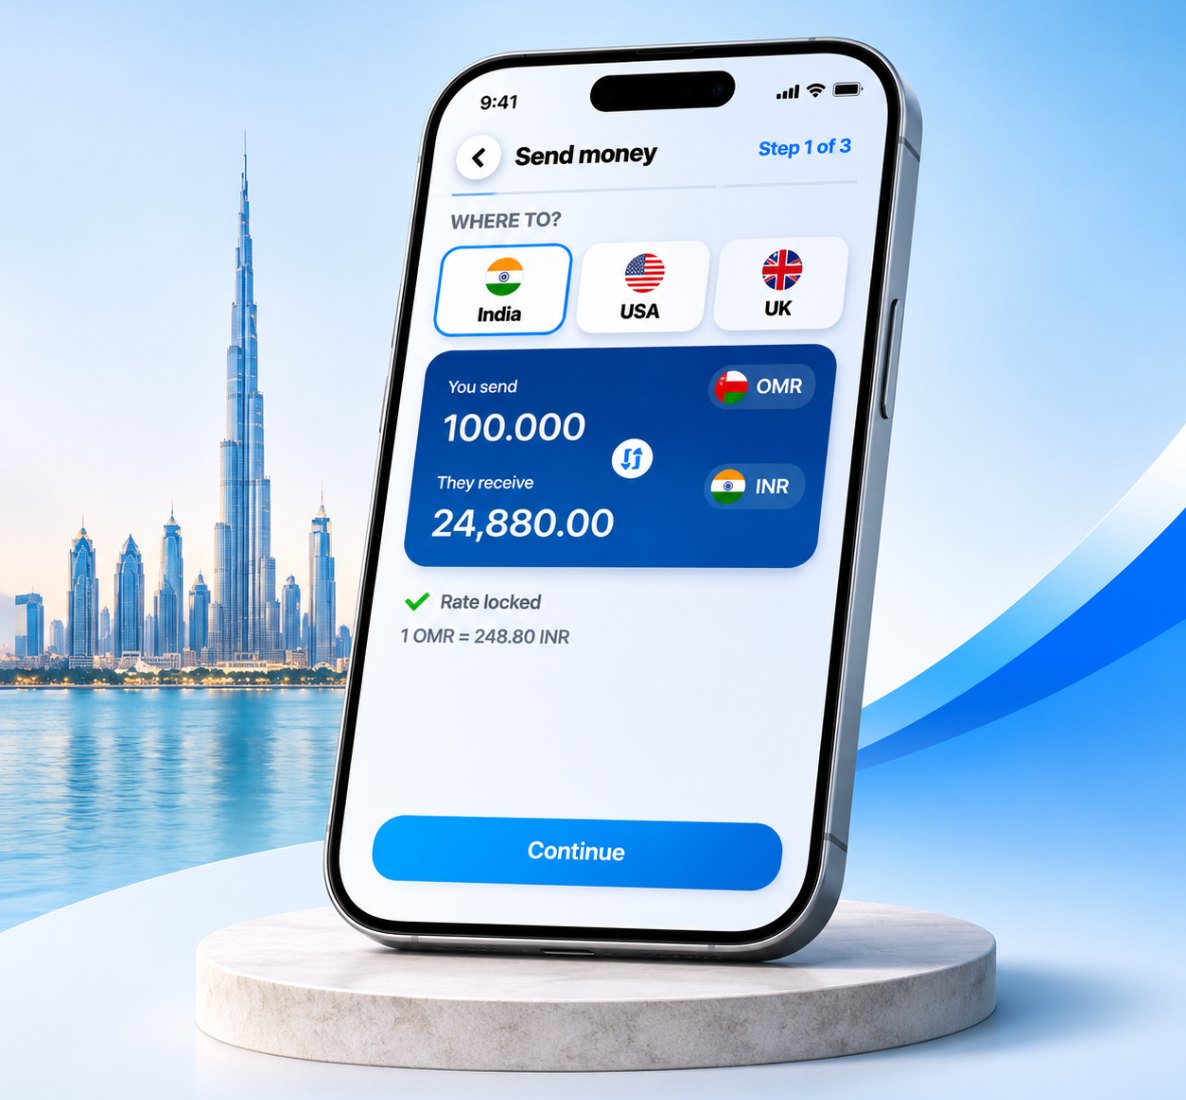 9:41
Send money
Step 1 of 3
WHERE TO?
India
USA
UK
You send
OMR
100.000
They receive
INR
24,880.00
Rate locked
1 OMR = 248.80 INR
Continue